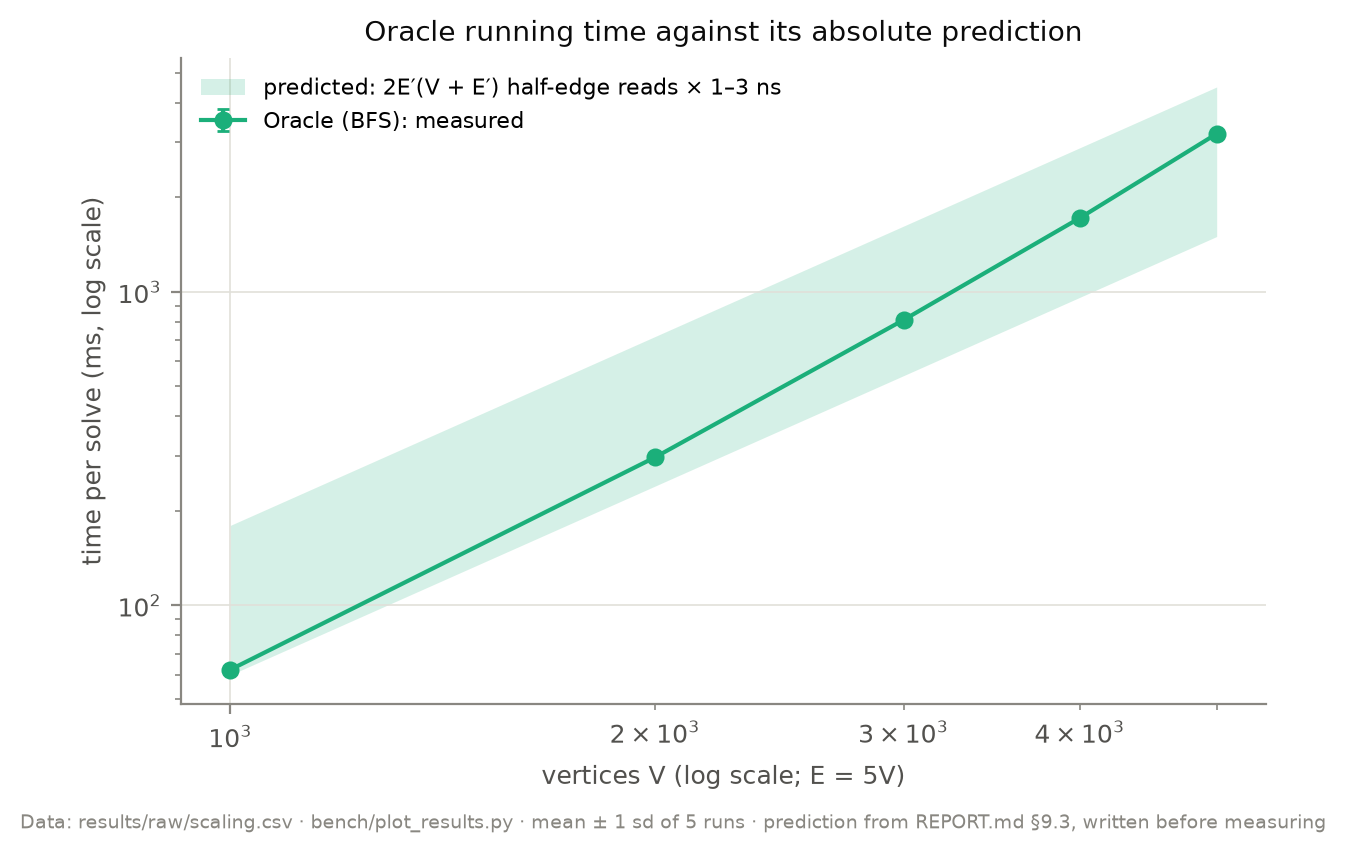 Oracle running time against its absolute prediction
predicted: 2E′(V + E′) half-edge reads × 1–3 ns
Oracle (BFS): measured
time per solve (ms, log scale)
10³
10²
10³
2 × 10³
3 × 10³
4 × 10³
vertices V (log scale; E = 5V)
Data: results/raw/scaling.csv · bench/plot_results.py · mean ± 1 sd of 5 runs · prediction from REPORT.md §9.3, written before measuring